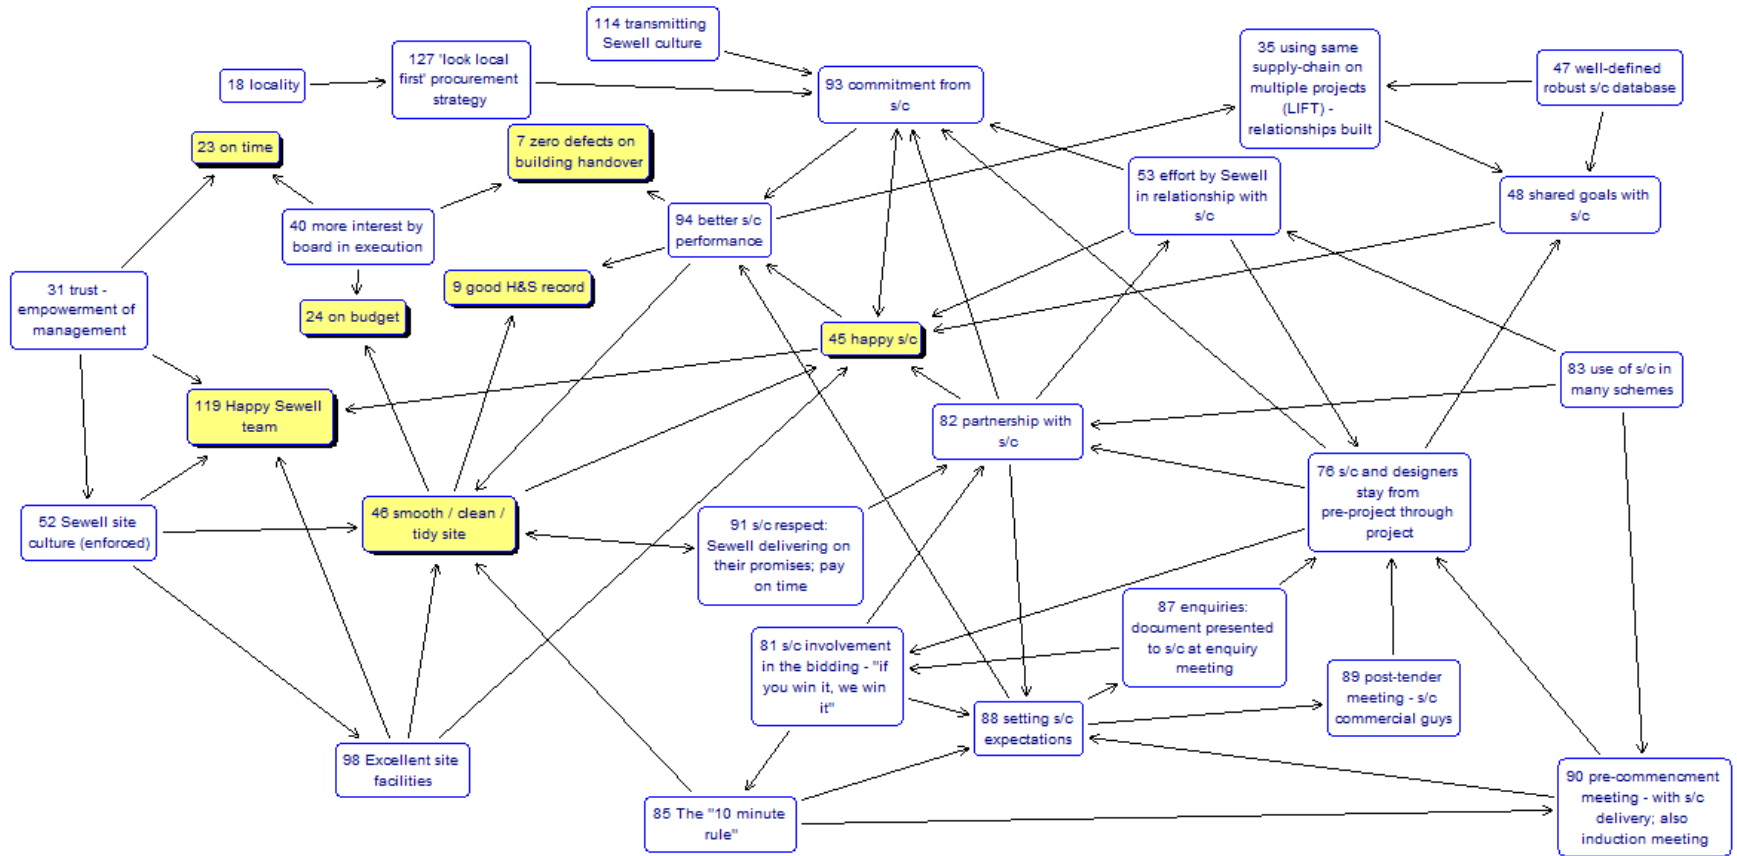 114 transmitting
Sewell culture
127 'look local
first' procurement
strategy
18 locality
93 commitment from
s/c
35 using same
supply-chain on
multiple projects
(LIFT) -
relationships built
47 well-defined
robust s/c database
23 on time
7 zero defects on
building handover
53 effort by Sewell
in relationship with
s/c
48 shared goals with
s/c
40 more interest by
board in execution
94 better s/c
performance
31 trust -
empowerment of
management
9 good H&S record
24 on budget
45 happy s/c
83 use of s/c in
many schemes
119 Happy Sewell
team
82 partnership with
s/c
76 s/c and designers
stay from
pre-project through
project
52 Sewell site
culture (enforced)
46 smooth / clean /
tidy site
91 s/c respect:
Sewell delivering on
their promises; pay
on time
87 enquiries:
document presented
to s/c at enquiry
meeting
81 s/c involvement
in the bidding - "if
you win it, we win
it"
89 post-tender
meeting - s/c
commercial guys
88 setting s/c
expectations
98 Excellent site
facilities
85 The "10 minute
rule"
90 pre-commencment
meeting - with s/c
delivery; also
induction meeting